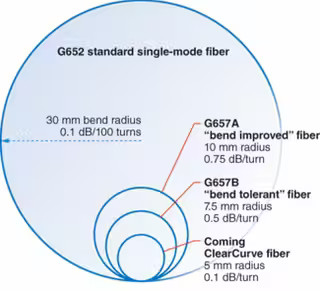 G652 standard single-mode fiber
30 mm bend radius
0.1 dB/100 turns
G657A
“bend improved” fiber
10 mm radius
0.75 dB/turn
G657B
“bend tolerant” fiber
7.5 mm radius
0.5 dB/turn
Coming
ClearCurve fiber
5 mm radius
0.1 dB/turn